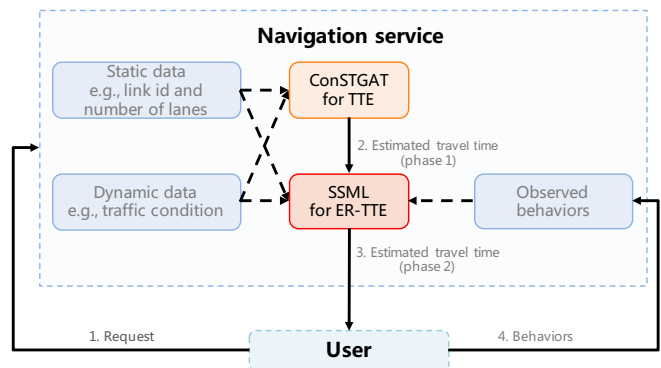 Navigation service
Static data
e.g., link id and
number of lanes
ConSTGAT
for TTE
2. Estimated travel time
(phase 1)
Dynamic data
e.g., traffic condition
SSML
for ER-TTE
Observed
behaviors
3. Estimated travel time
(phase 2)
1. Request
User
4. Behaviors